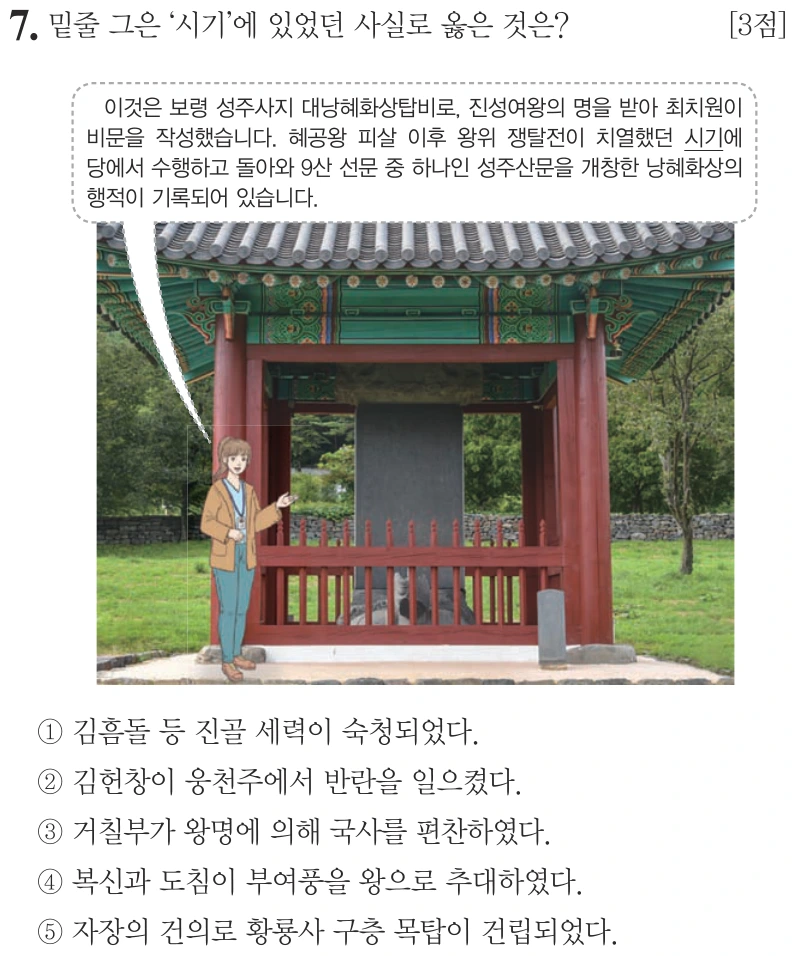 7. 밑줄 그은 ‘시기’에 있었던 사실로 옳은 것은? [3점]
이것은 보령 성주사지 대낭혜화상탑비로, 진성여왕의 명을 받아 최치원이
비문을 작성했습니다. 혜공왕 피살 이후 왕위 쟁탈전이 치열했던 시기에
당에서 수행하고 돌아와 9산 선문 중 하나인 성주산문을 개창한 낭혜화상의
행적이 기록되어 있습니다.
① 김흠돌 등 진골 세력이 숙청되었다.
② 김헌창이 웅천주에서 반란을 일으켰다.
③ 거칠부가 왕명에 의해 국사를 편찬하였다.
④ 복신과 도침이 부여풍을 왕으로 추대하였다.
⑤ 자장의 건의로 황룡사 구층 목탑이 건립되었다.